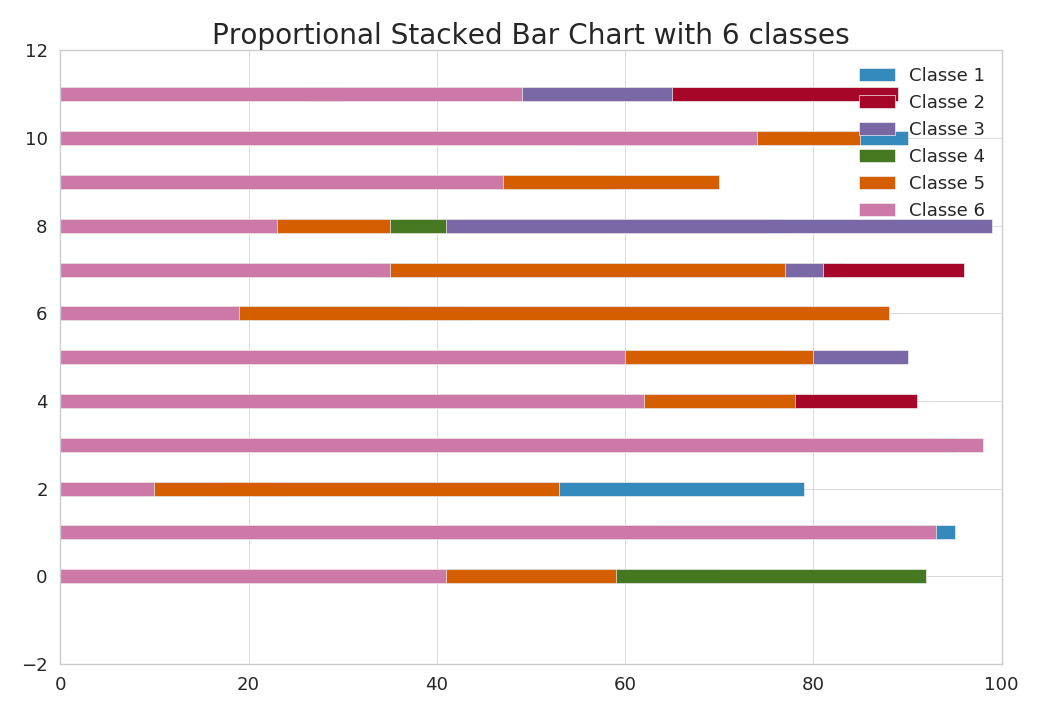 Proportional Stacked Bar Chart with 6 classes
12
10
8
6
4
2
0
−2
0 20 40 60 80 100
Classe 1
Classe 2
Classe 3
Classe 4
Classe 5
Classe 6